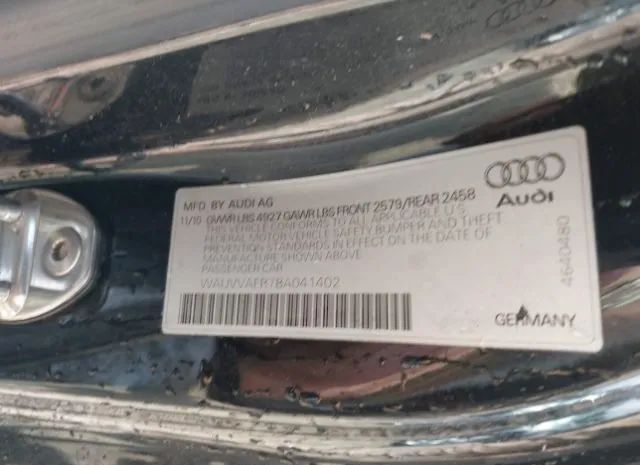 MFD BY AUDI AG
11/10 GVWR LBS 4927 GAWR LBS FRONT 2579/REAR 2458
THIS VEHICLE CONFORMS TO ALL APPLICABLE U.S.
FEDERAL MOTOR VEHICLE SAFETY BUMPER AND THEFT
PREVENTION STANDARDS IN EFFECT ON THE DATE OF
MANUFACTURE SHOWN ABOVE
PASSENGER CAR
WAUVVAFR7BA041402
Audi
4640480
GERMANY